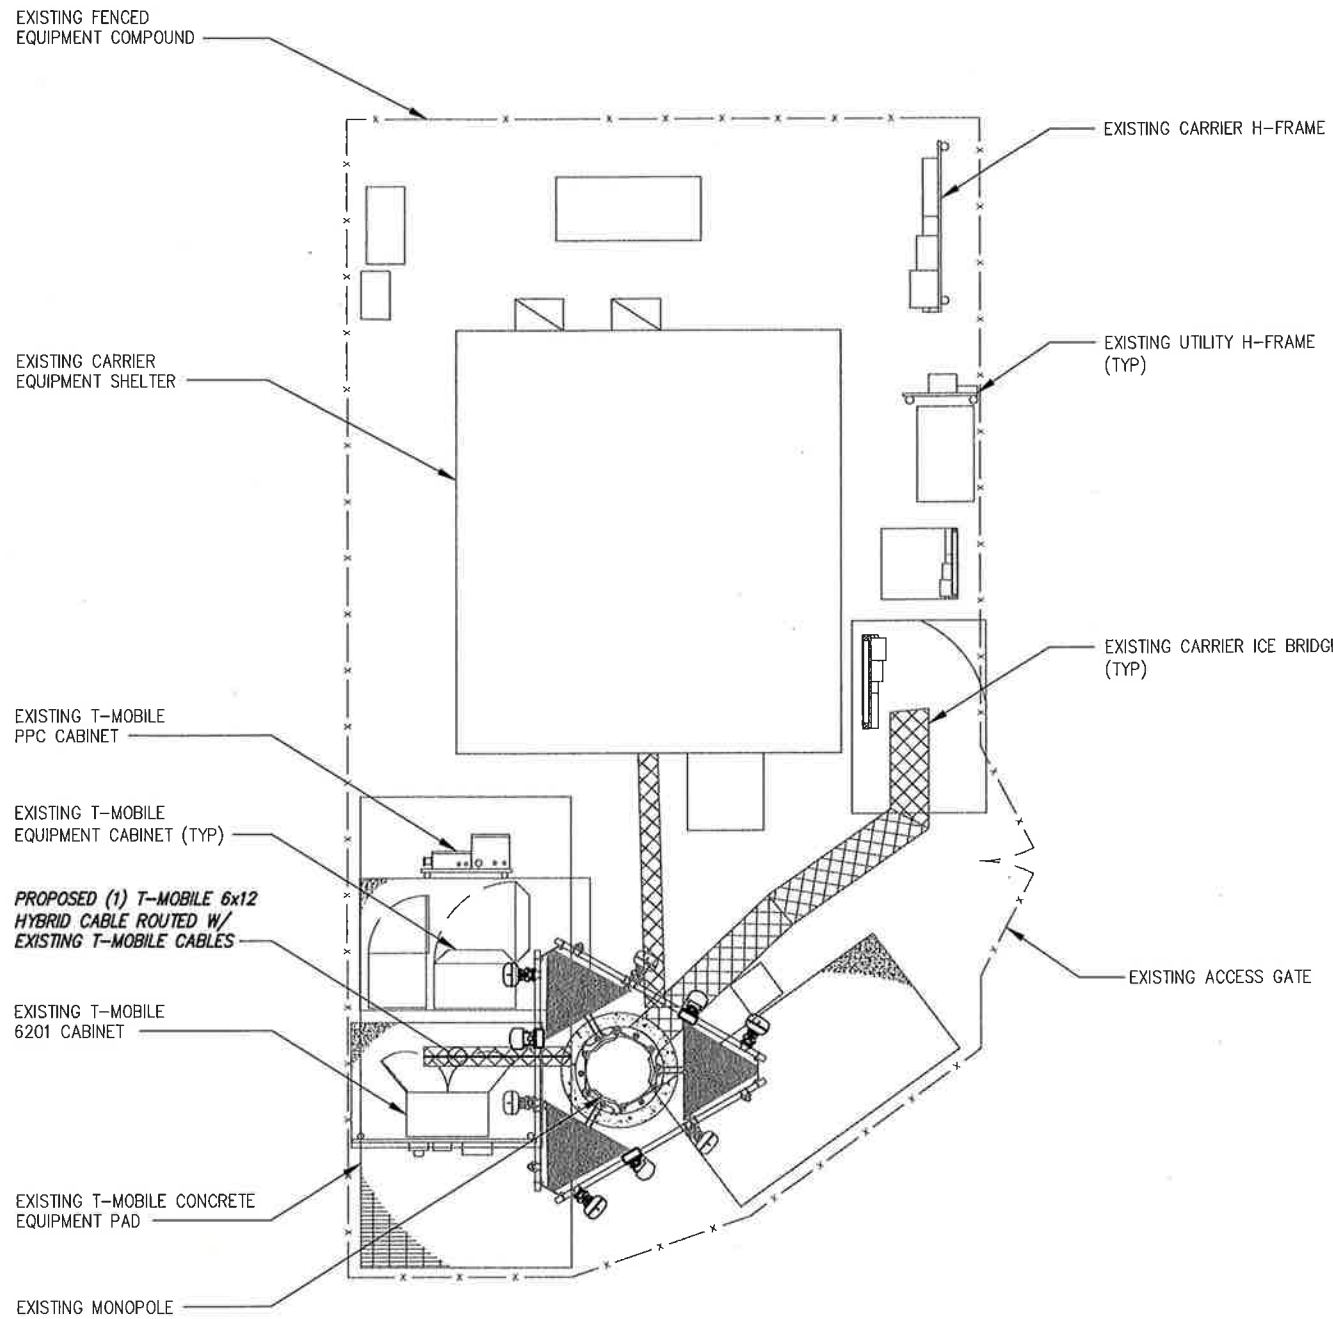 EXISTING FENCED
EQUIPMENT COMPOUND
EXISTING CARRIER H-FRAME
EXISTING UTILITY H-FRAME
(TYP)
EXISTING CARRIER
EQUIPMENT SHELTER
EXISTING CARRIER ICE BRIDG
(TYP)
EXISTING T-MOBILE
PPC CABINET
EXISTING T-MOBILE
EQUIPMENT CABINET (TYP)
PROPOSED (1) T-MOBILE 6x12
HYBRID CABLE ROUTED W/
EXISTING T-MOBILE CABLES
EXISTING ACCESS GATE
EXISTING T-MOBILE
6201 CABINET
EXISTING T-MOBILE CONCRETE
EQUIPMENT PAD
EXISTING MONOPOLE